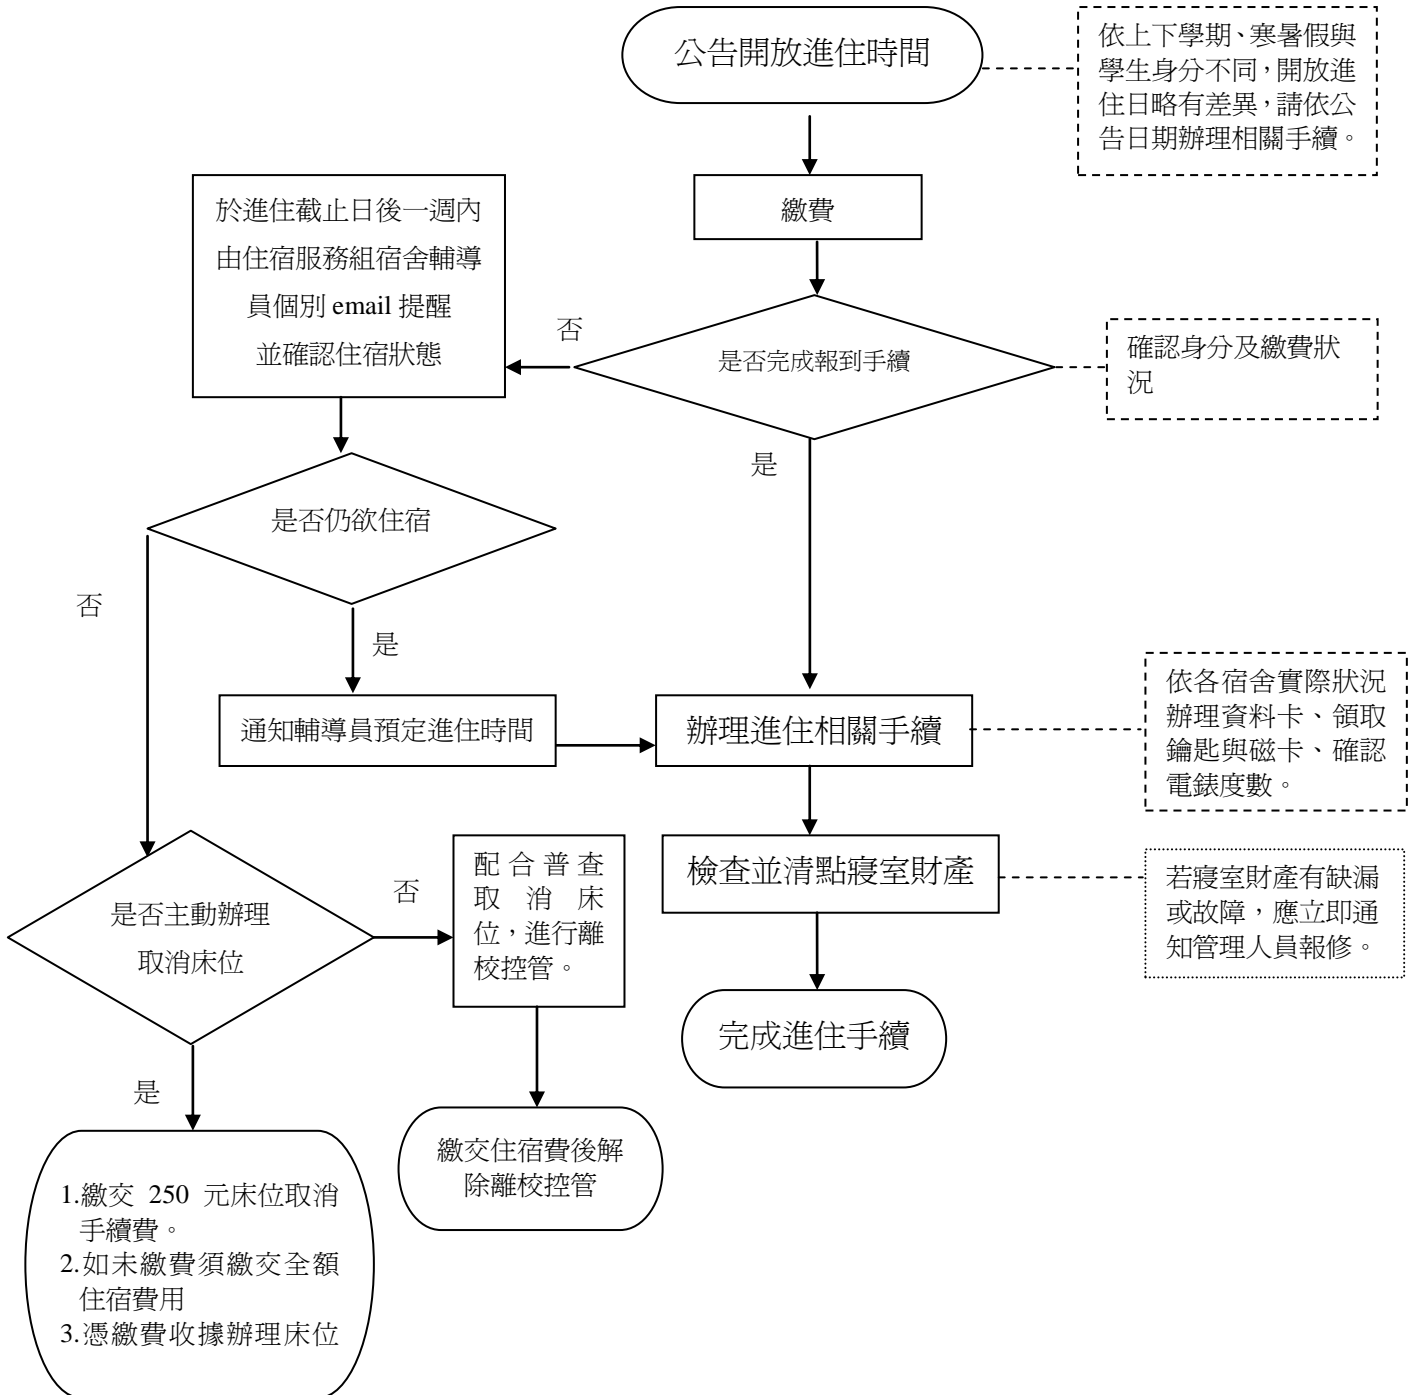 公告開放進住時間
依上下學期、寒暑假與
學生身分不同，開放進
住日略有差異，請依公
告日期辦理相關手續。
繳費
於進住截止日後一週內
由住宿服務組宿舍輔導
員個別 email 提醒
並確認住宿狀態
否
是否完成報到手續
確認身分及繳費狀
況
是
是否仍欲住宿
否
是
通知輔導員預定進住時間
辦理進住相關手續
依各宿舍實際狀況
辦理資料卡、領取
鑰匙與磁卡、確認
電錶度數。
檢查並清點寢室財產
若寢室財產有缺漏
或故障，應立即通
知管理人員報修。
是否主動辦理
取消床位
否
配合普查
取消床
位，進行離
校控管。
完成進住手續
是
繳交住宿費後解
除離校控管
1.繳交 250 元床位取消
手續費。
2.如未繳費須繳交全額
住宿費用
3.憑繳費收據辦理床位